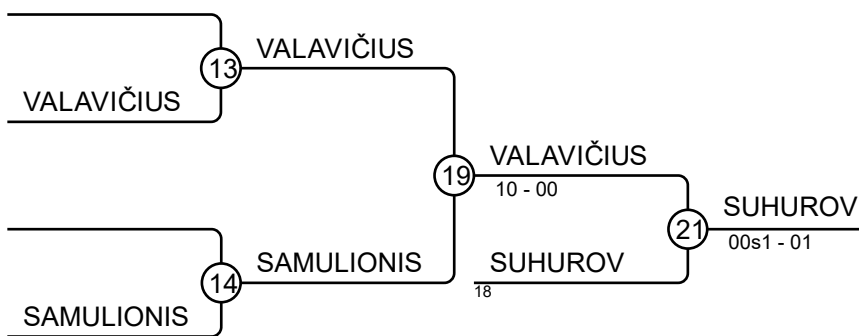 VALAVIČIUS
13
VALAVIČIUS
19
VALAVIČIUS
10 - 00
21
SUHUROV
00s1 - 01
SAMULIONIS
SUHUROV
18
14
SAMULIONIS